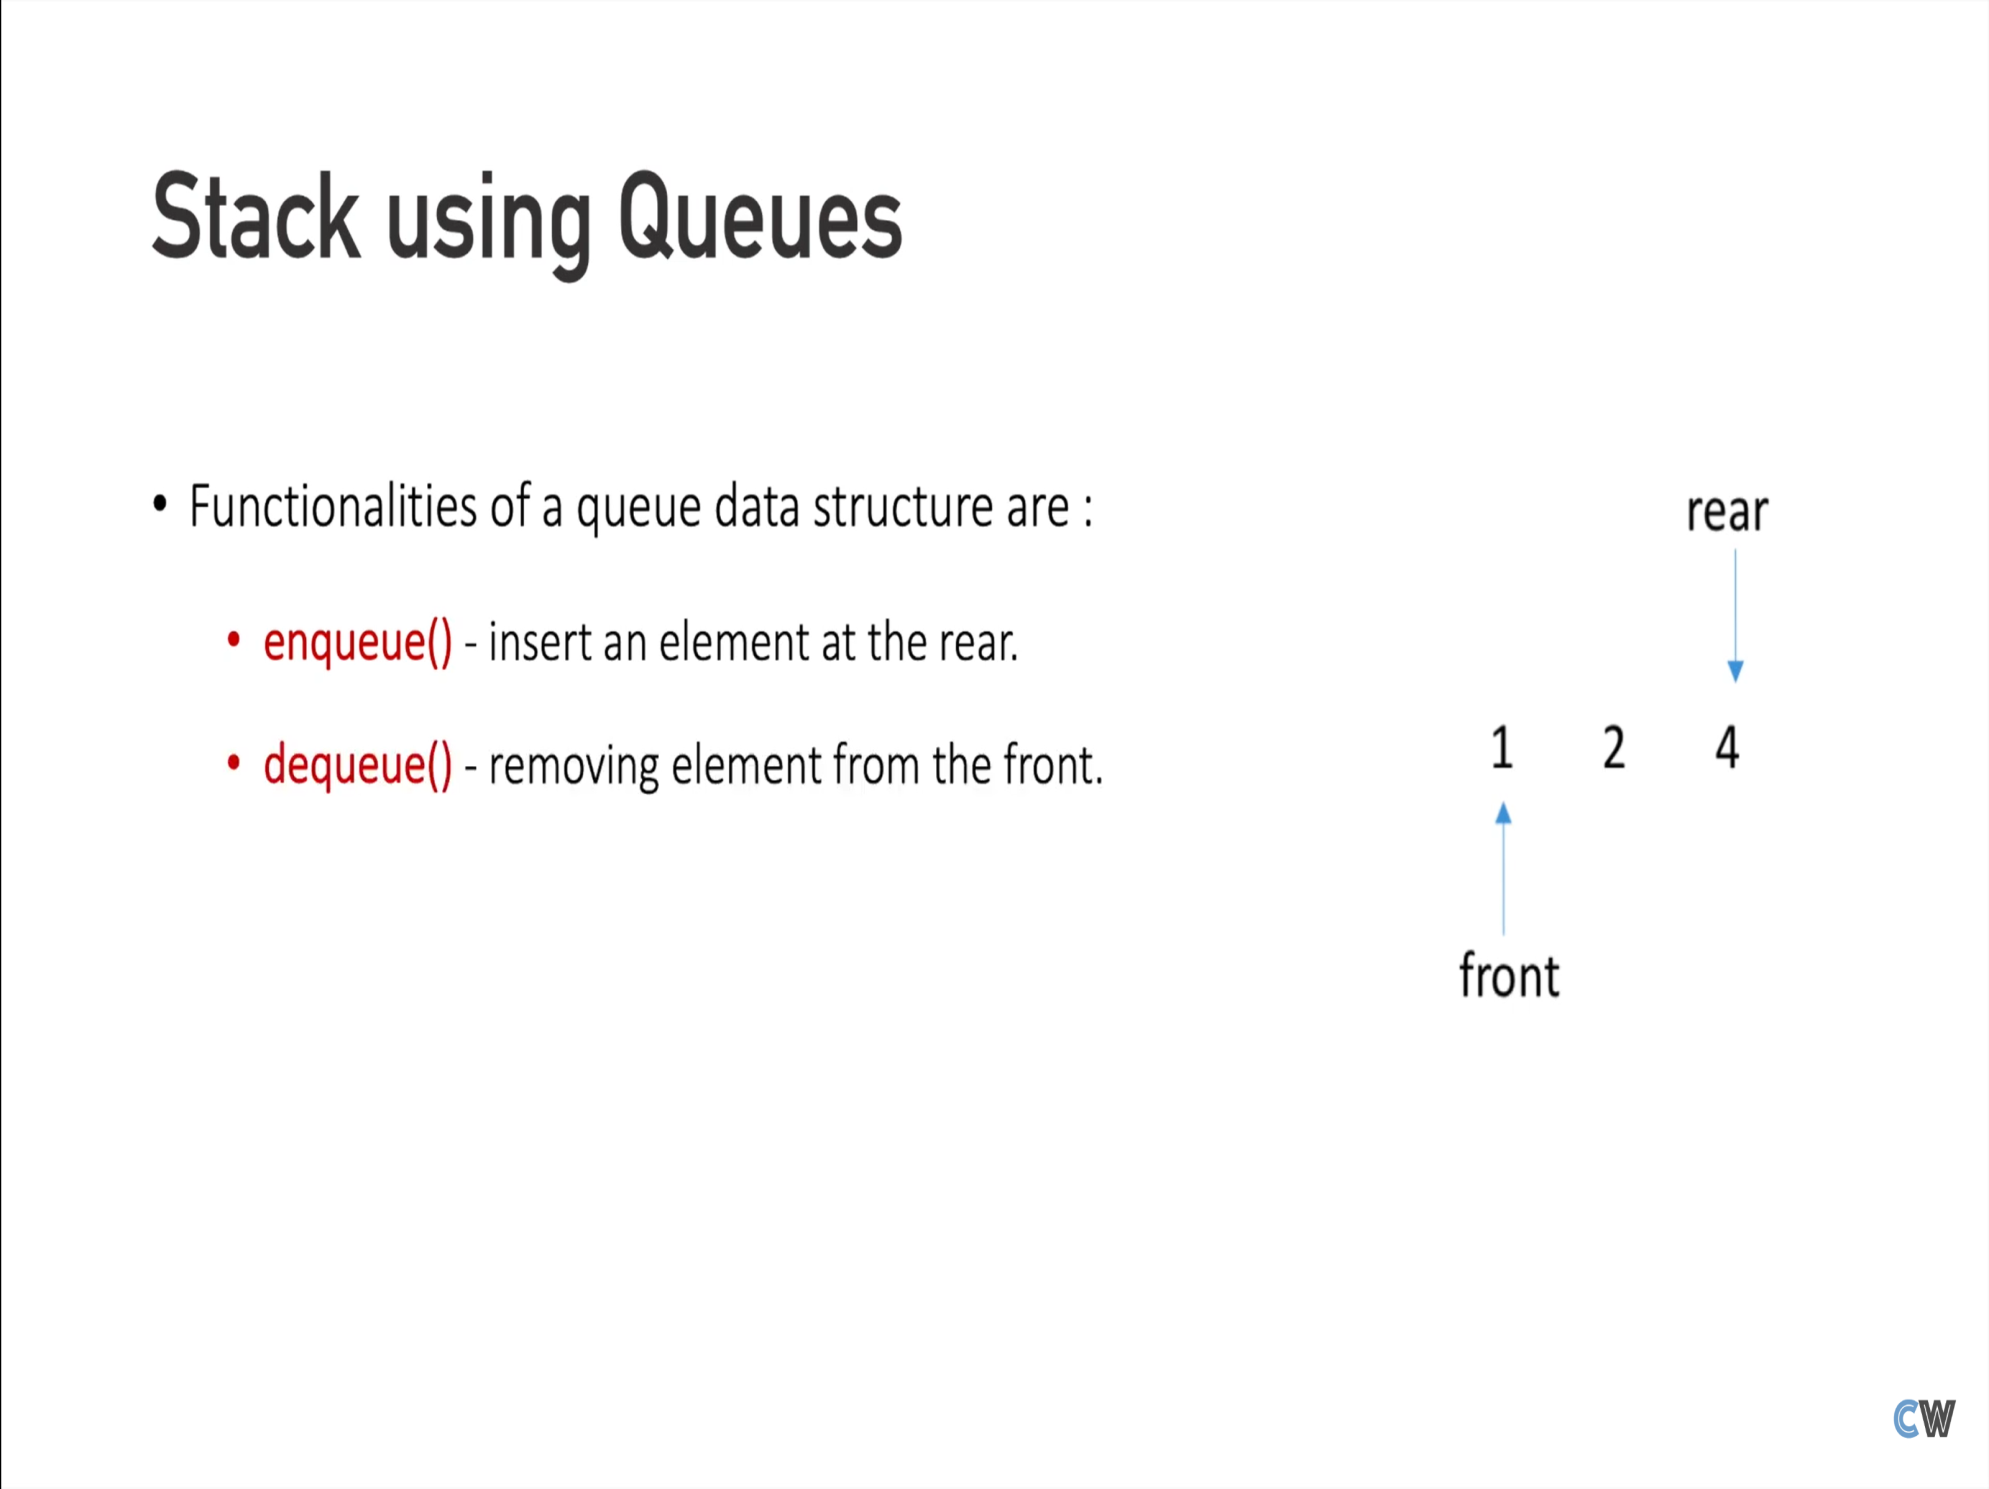 Stack using Queues
• Functionalities of a queue data structure are :
• enqueue() - insert an element at the rear.
• dequeue() - removing element from the front.
rear
1 2 4
front
CW